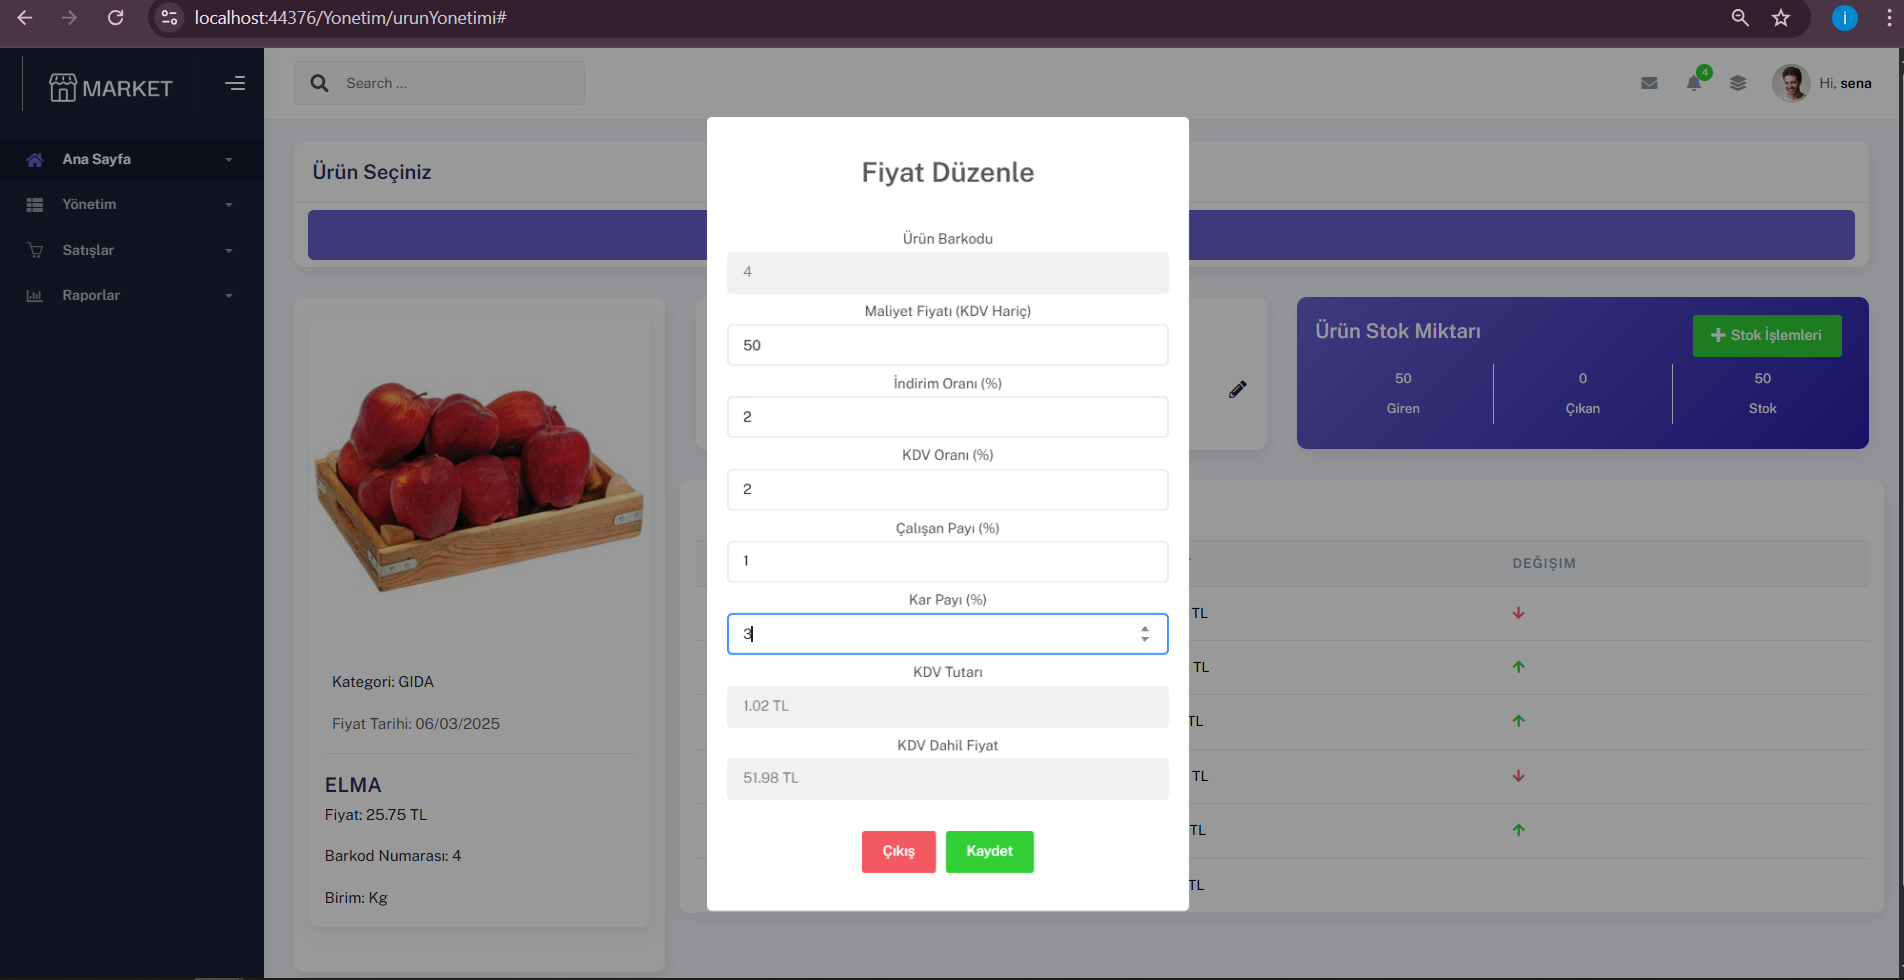 localhost:44376/Yonetim/urunYonetimi#
i
MARKET
Search ...
4
Hi, sena
Ana Sayfa
Yönetim
Satışlar
Raporlar
Ürün Seçiniz
Fiyat Düzenle
Ürün Barkodu
4
Maliyet Fiyatı (KDV Hariç)
50
İndirim Oranı (%)
2
KDV Oranı (%)
2
Çalışan Payı (%)
1
Kar Payı (%)
3
KDV Tutarı
1.02 TL
KDV Dahil Fiyat
51.98 TL
Çıkış
Kaydet
Ürün Stok Miktarı
Stok İşlemleri
50
0
50
Giren
Çıkan
Stok
DEĞİŞIM
TL
TL
TL
TL
TL
TL
Kategori: GIDA
Fiyat Tarihi: 06/03/2025
ELMA
Fiyat: 25.75 TL
Barkod Numarası: 4
Birim: Kg